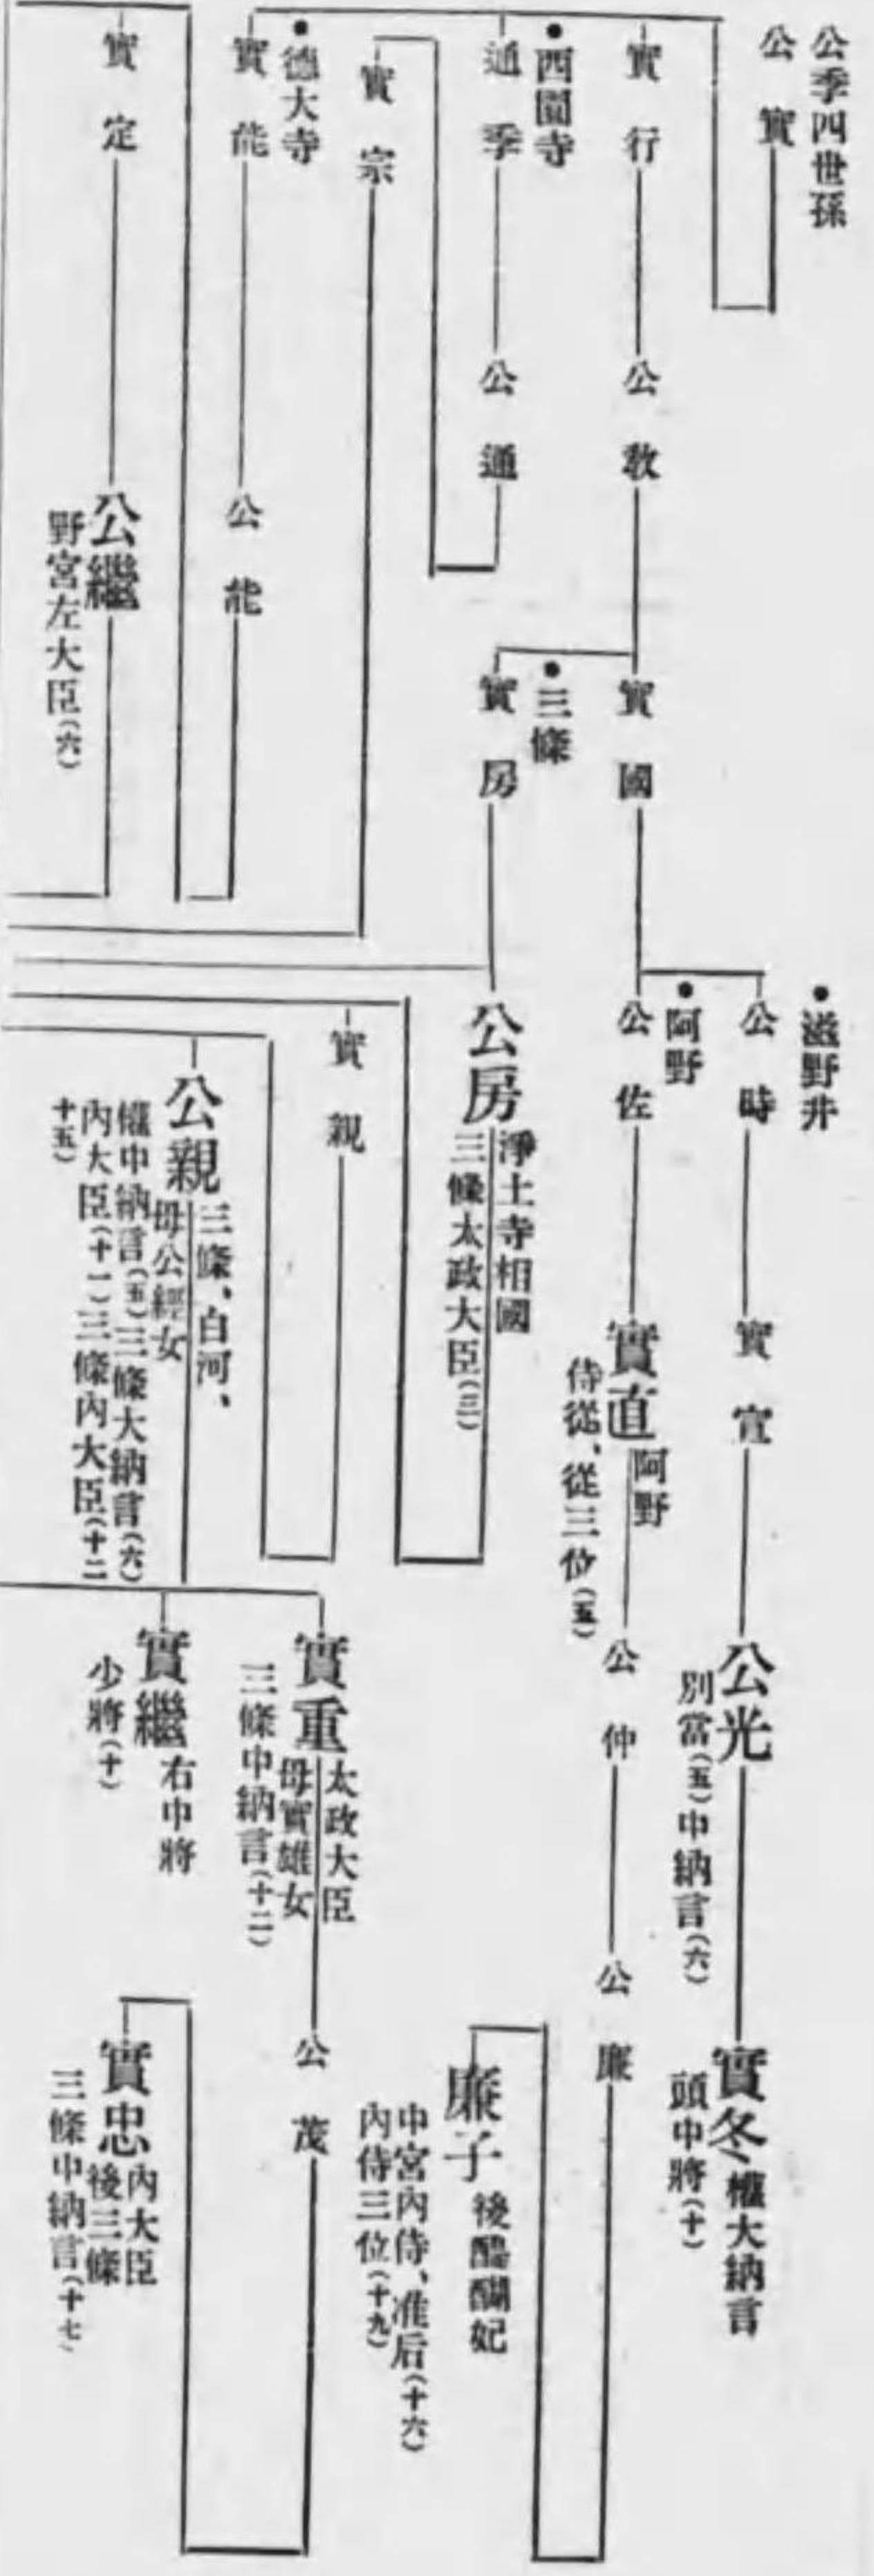 公季四世孫
公實
實行
公敎
實國
●滋野井
公時
實宣
公光
別當(五)中納言(六)
實冬
權大納言
頭中將(十)
●阿野
公佐
實直
阿野
侍從、從三位(五)
公仲
公廉
廉子
後醍醐妃
中宮內侍、准后(十六)
內侍三位(十九)
●三條
實房
公房
淨土寺相國
三條太政大臣(三)
實親
公親
三條、白河、
母公經女
權中納言(五)三條大納言(六)
內大臣(十一)三條內大臣(十二
十五)
實重
太政大臣
母實雄女
三條中納言(十二)
公茂
實忠
內大臣
後三條
三條中納言(十七)
實繼
右中將
少將(十)
●西園寺
通季
公通
實宗
●德大寺
實能
公能
實定
公繼
野宮左大臣(六)